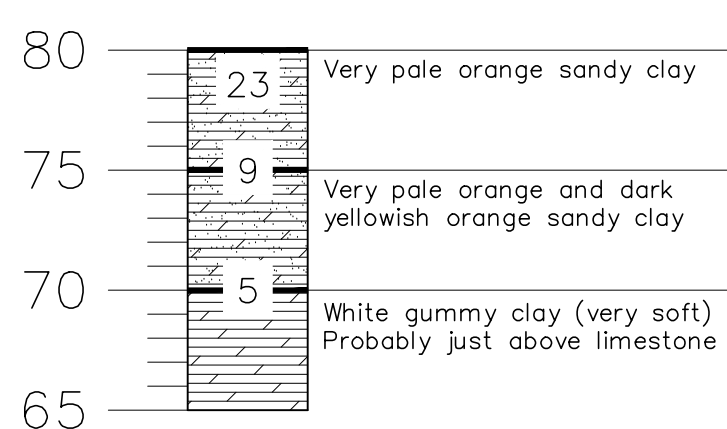 80
23
Very pale orange sandy clay
75
9
Very pale orange and dark
yellowish orange sandy clay
70
5
White gummy clay (very soft)
Probably just above limestone
65